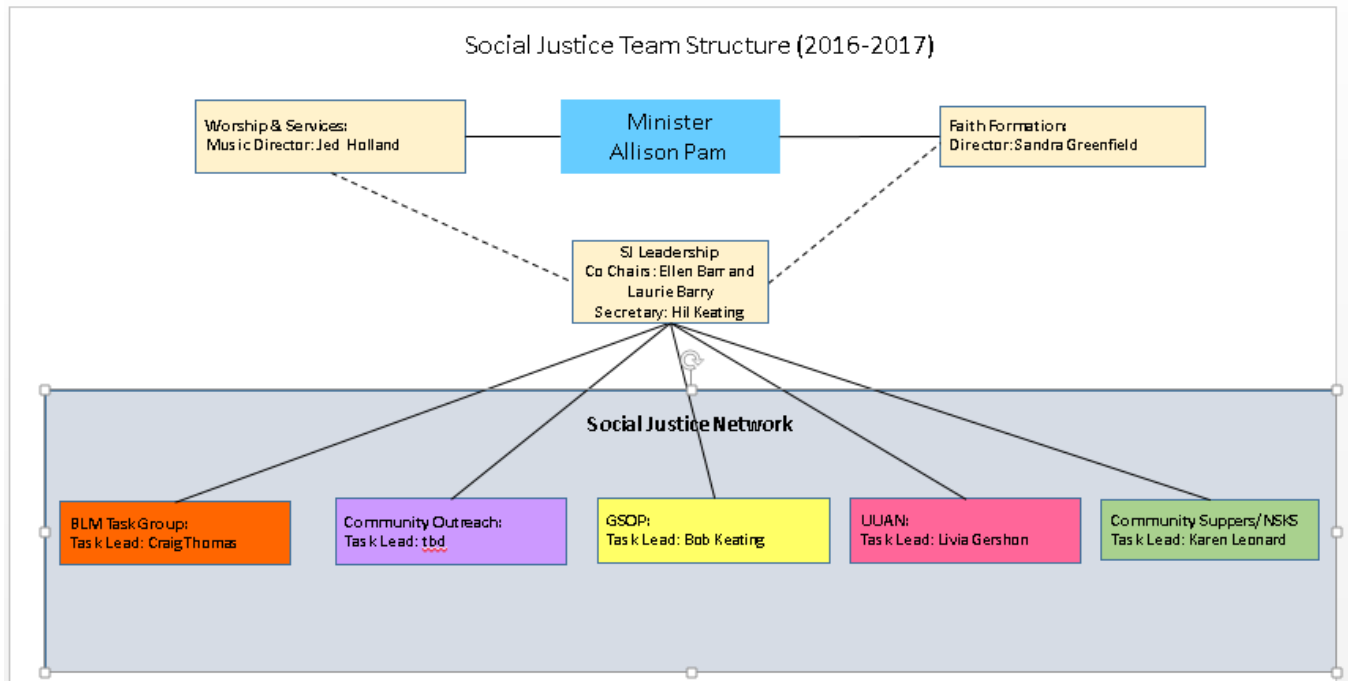 Social Justice Team Structure (2016-2017)
Worship & Services:
Music Director: Jed Holland
Minister
Allison Pam
Faith Formation:
Director: Sandra Greenfield
SJ Leadership
Co Chairs: Ellen Barr and
Laurie Barry
Secretary: Hil Keating
Social Justice Network
BLM Task Group:
Task Lead: Craig Thomas
Community Outreach:
Task Lead: tbd
GSOP:
Task Lead: Bob Keating
UUAN:
Task Lead: Livia Gershon
Community Suppers/NSKS
Task Lead: Karen Leonard